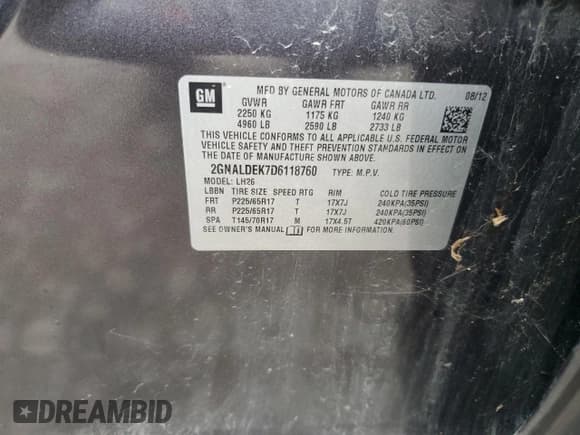 GM
MFD BY GENERAL MOTORS OF CANADA LTD. 08/12
GVWR GAWR FRT GAWR RR
2250 KG 1175 KG 1240 KG
4960 LB 2590 LB 2733 LB
THIS VEHICLE CONFORMS TO ALL APPLICABLE U.S. FEDERAL MOTOR
VEHICLE SAFETY, BUMPER, AND THEFT PREVENTION STANDARDS IN EFFECT
ON THE DATE OF MANUFACTURE SHOWN ABOVE.
2GNALDEK7D6118760 TYPE: M.P.V.
MODEL: LH26
LBBN TIRE SIZE SPEED RTG RIM COLD TIRE PRESSURE
FRT P225/65R17 T 17X7J 240KPA(35PSI)
RR P225/65R17 T 17X7J 240KPA(35PSI)
SPA T145/70R17 M 17X4.5T 420KPA(60PSI)
SEE OWNER'S MANUAL FOR MORE INFORMATION.
DREAMBID